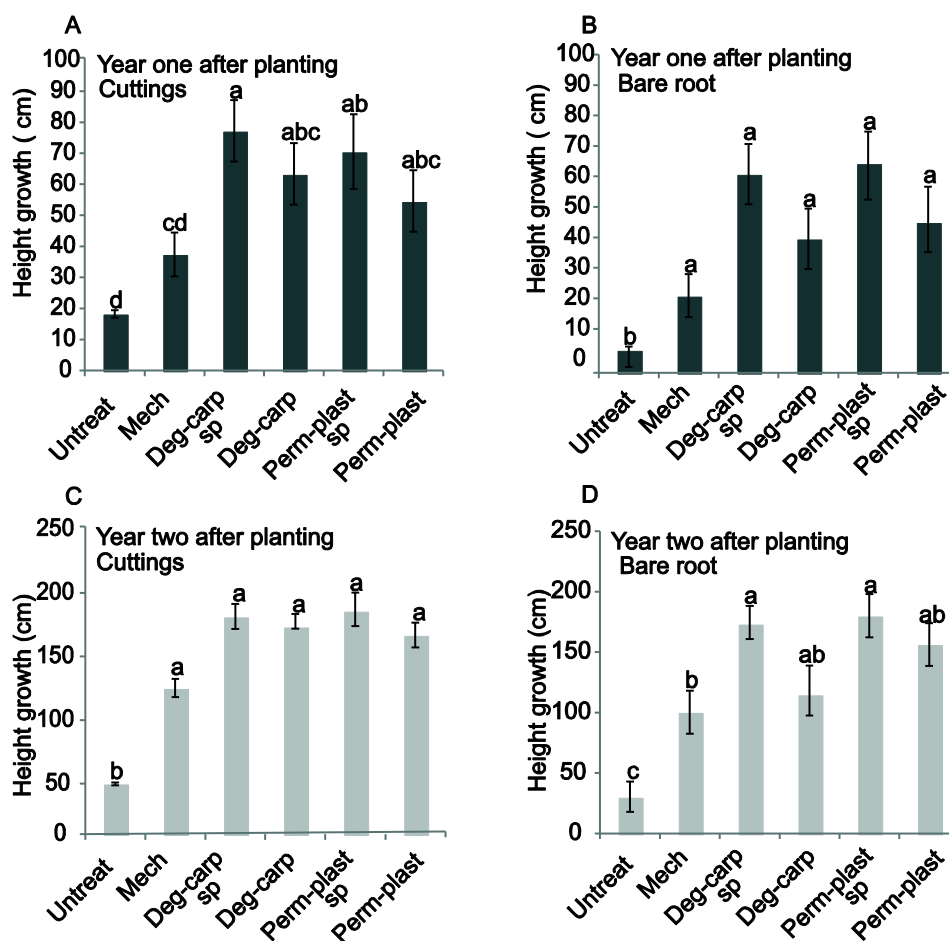 A
Year one after planting
Cuttings
Height growth ( cm)
100
90
80
70
60
50
40
30
20
10
0
d
cd
a
abc
ab
abc
Untreat
Mech
Deg-carp
sp
Deg-carp
Perm-plast
sp
Perm-plast
B
Year one after planting
Bare root
Height growth ( cm)
100
90
80
70
60
50
40
30
20
10
0
b
a
a
a
a
a
Untreat
Mech
Deg-carp
sp
Deg-carp
Perm-plast
sp
Perm-plast
C
Year two after planting
Cuttings
Height growth (cm)
250
200
150
100
50
0
b
a
a
a
a
a
Untreat
Mech
Deg-carp
sp
Deg-carp
Perm-plast
sp
Perm-plast
D
Year two after planting
Bare root
Height growth (cm)
250
200
150
100
50
0
c
b
a
ab
a
ab
Untreat
Mech
Deg-carp
sp
Deg-carp
Perm-plast
sp
Perm-plast